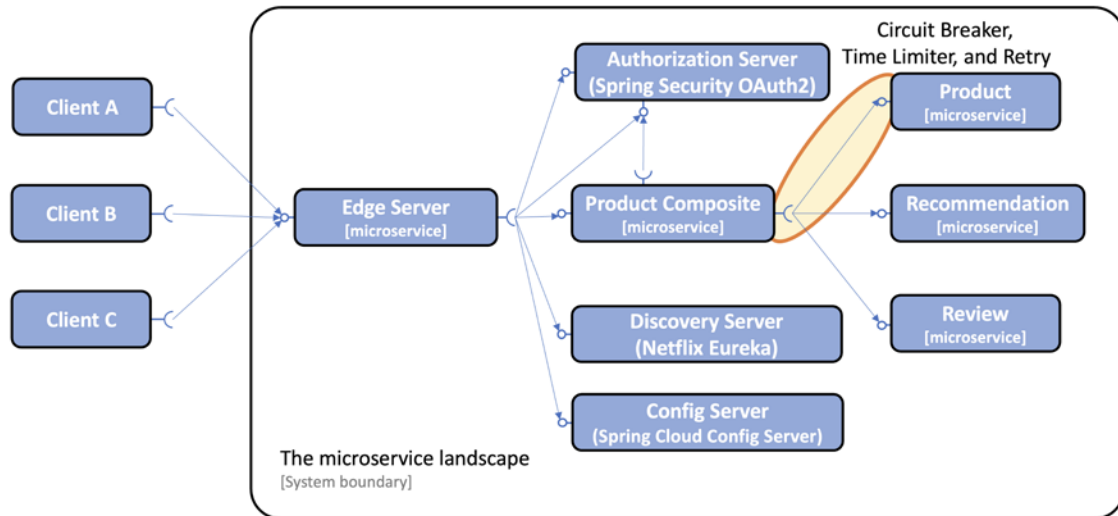 Circuit Breaker,
Time Limiter, and Retry
Authorization Server
(Spring Security OAuth2)
Product
[microservice]
Client A
Client B
Edge Server
[microservice]
Product Composite
[microservice]
Recommendation
[microservice]
Client C
Discovery Server
(Netflix Eureka)
Review
[microservice]
Config Server
(Spring Cloud Config Server)
The microservice landscape
[System boundary]